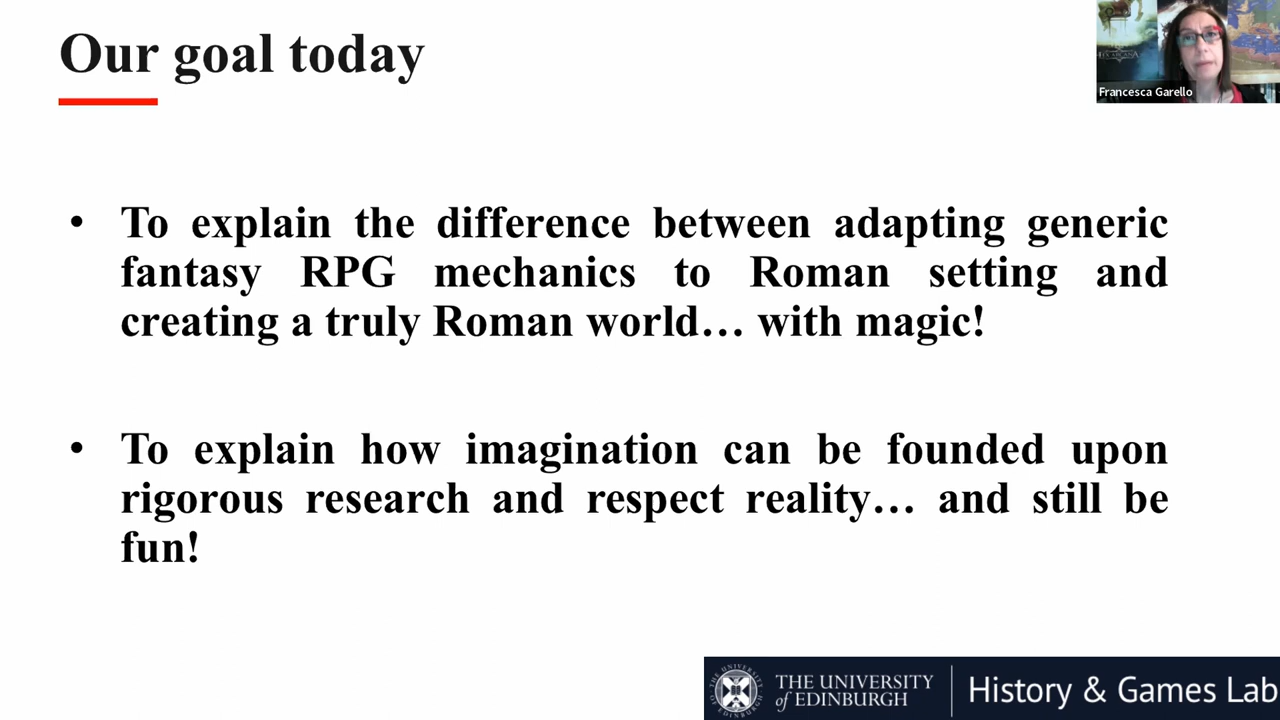 Our goal today
Francesca Garello
• To explain the difference between adapting generic
fantasy RPG mechanics to Roman setting and
creating a truly Roman world… with magic!
• To explain how imagination can be founded upon
rigorous research and respect reality… and still be
fun!
THE UNIVERSITY
of EDINBURGH
History & Games Lab